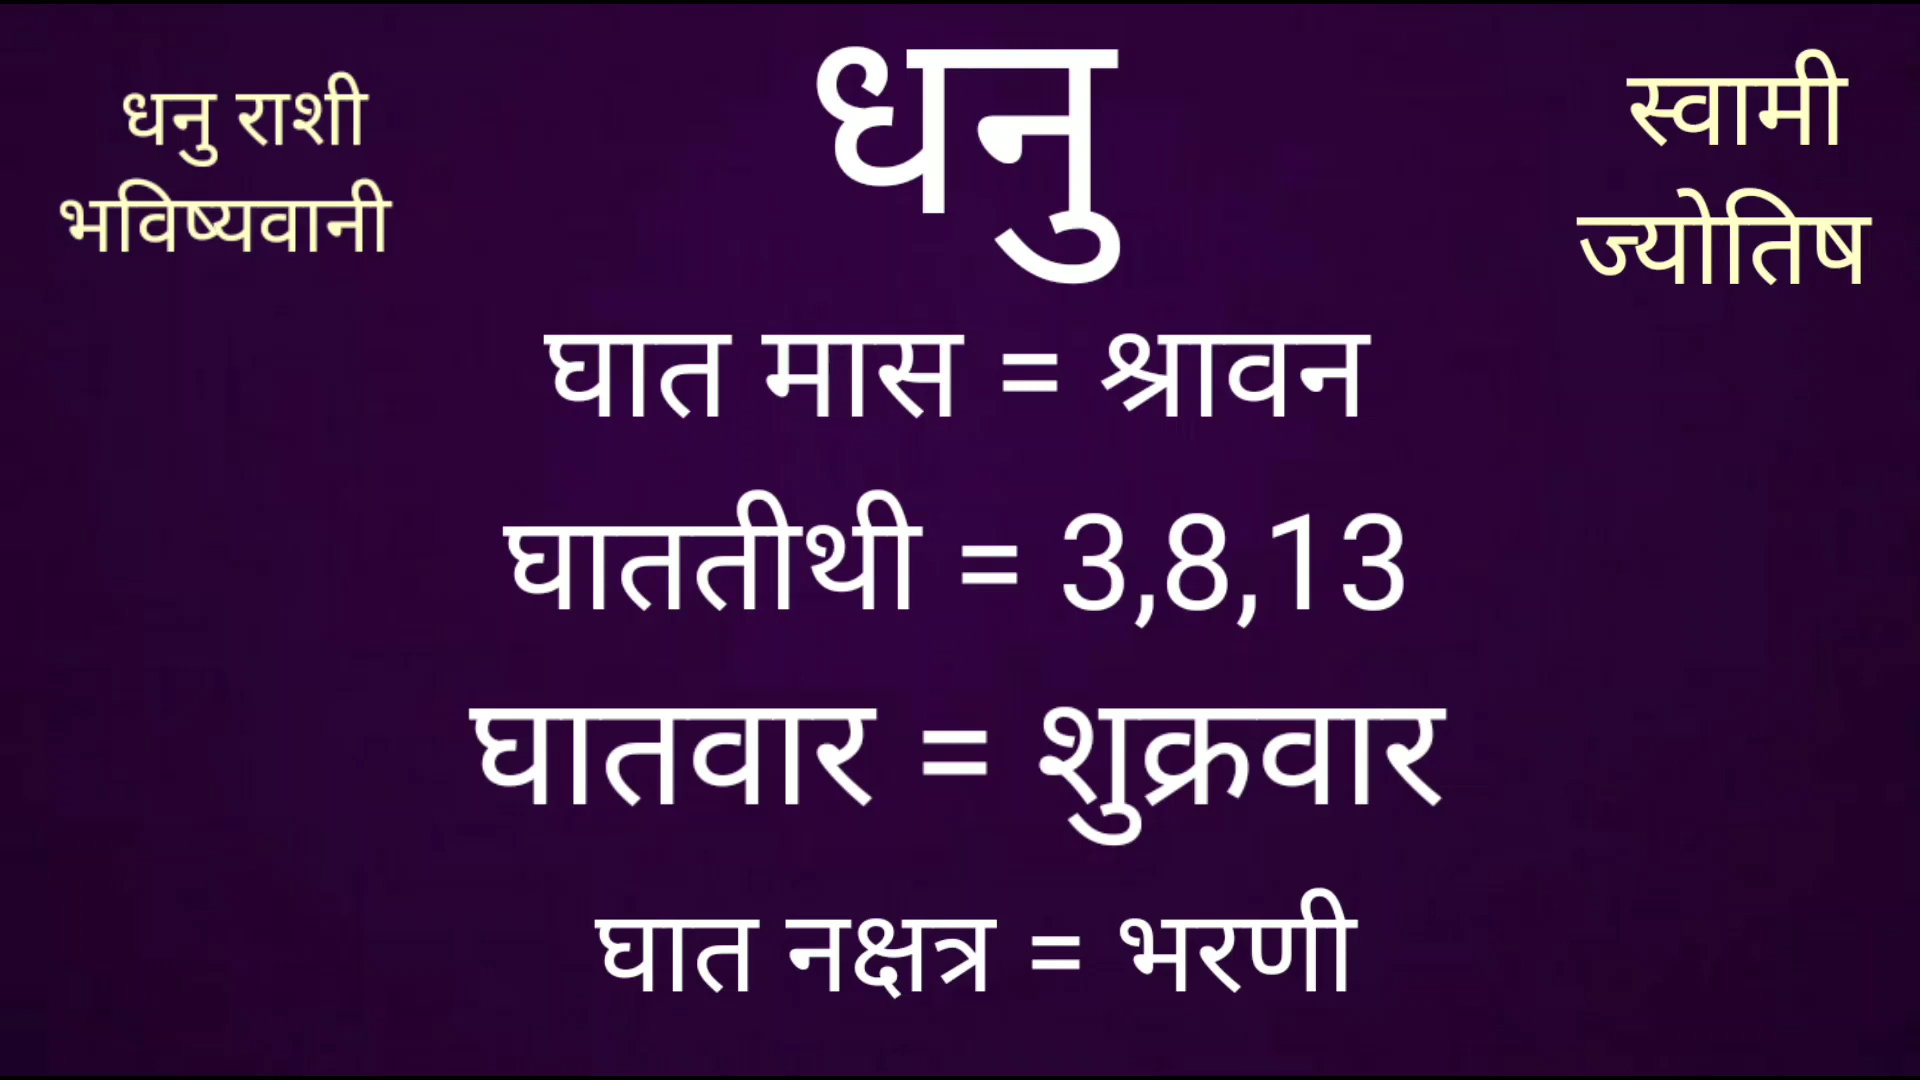 धनु राशी
भविष्यवानी
धनु
स्वामी
ज्योतिष
घात मास = श्रावन
घाततीथी = 3,8,13
घातवार = शुक्रवार
घात नक्षत्र = भरणी